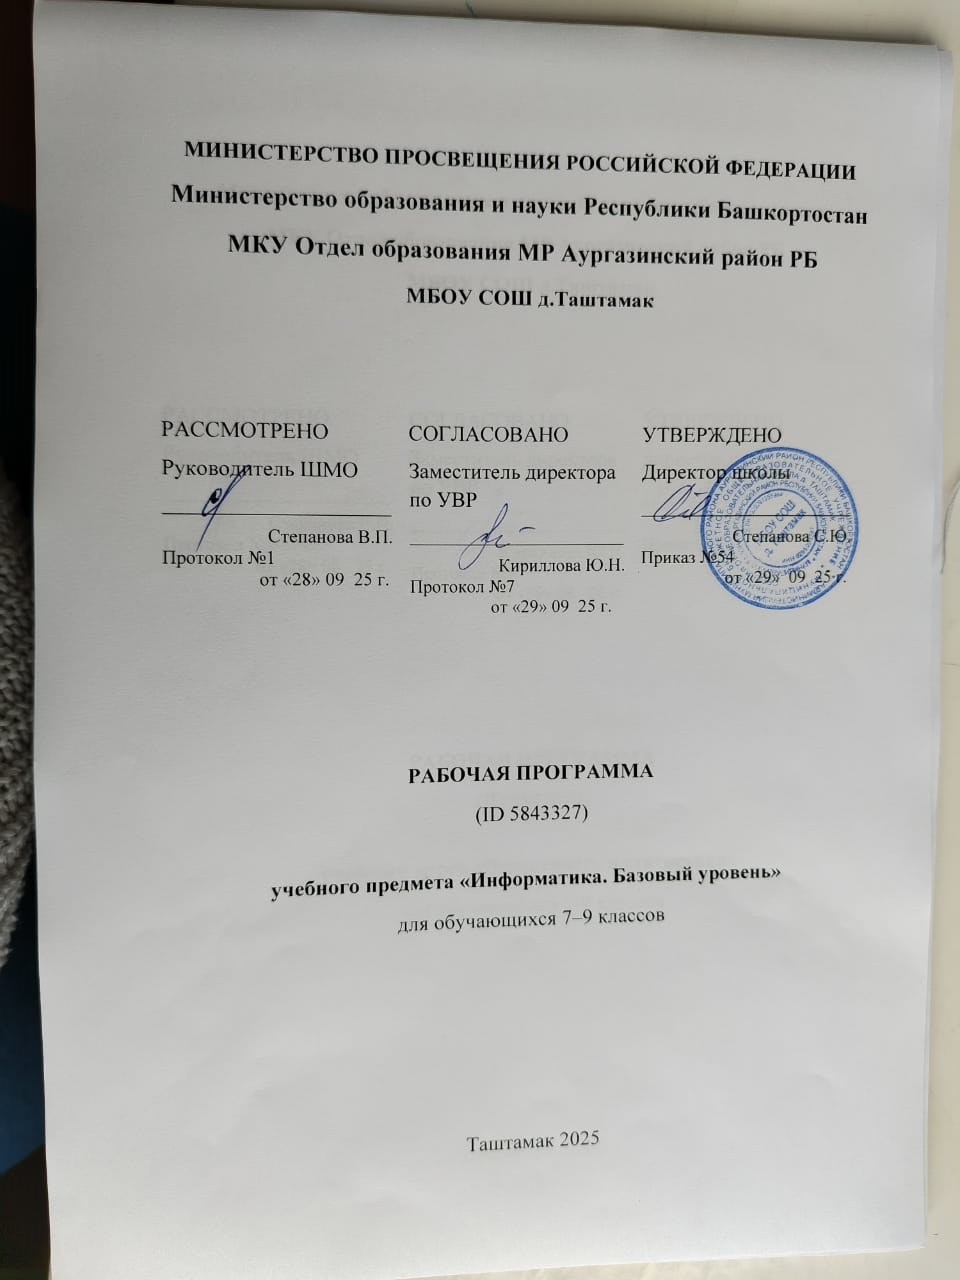 МИНИСТЕРСТВО ПРОСВЕЩЕНИЯ РОССИЙСКОЙ ФЕДЕРАЦИИ
Министерство образования и науки Республики Башкортостан
МКУ Отдел образования МР Аургазинский район РБ
МБОУ СОШ д.Таштамак
РАССМОТРЕНО
Руководитель ШМО
Степанова В.П.
Протокол №1
от «28» 09 25 г.
СОГЛАСОВАНО
Заместитель директора
по УВР
Кириллова Ю.Н.
Протокол №7
от «29» 09 25 г.
УТВЕРЖДЕНО
Директор школы
Степанова С.Ю.
Приказ №54
от «29» 09 25 г.
МБОУ СОШ
д. Таштамак
РАБОЧАЯ ПРОГРАММА
(ID 5843327)
учебного предмета «Информатика. Базовый уровень»
для обучающихся 7–9 классов
Таштамак 2025